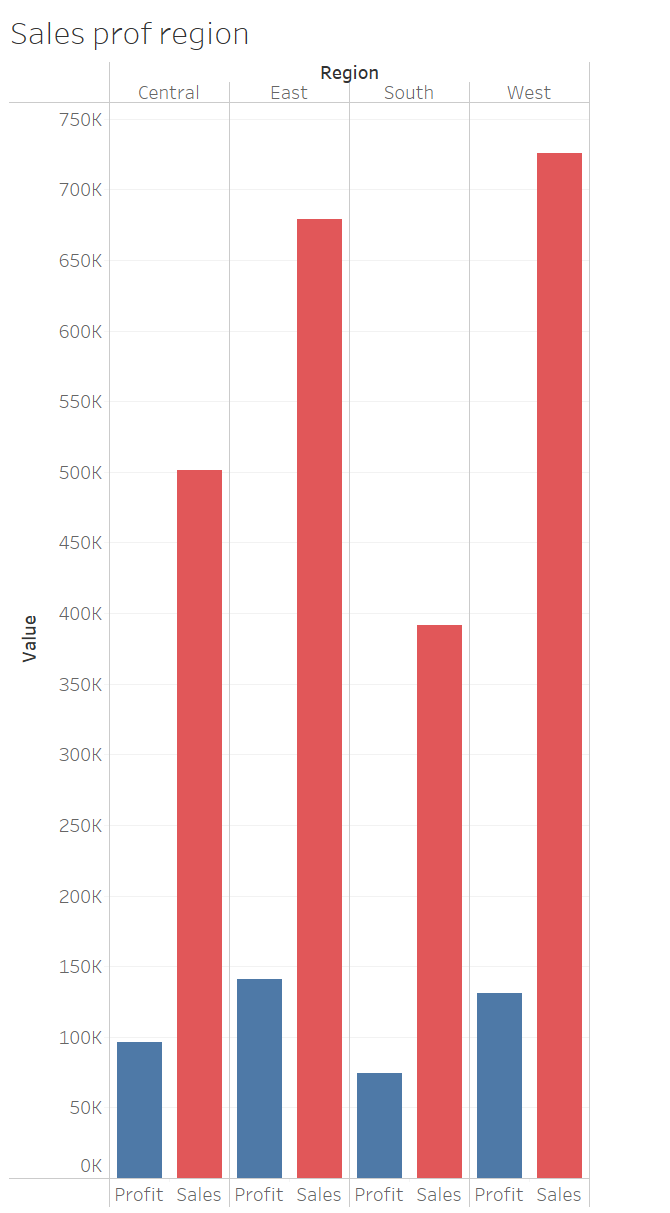 Sales prof region
Region
Central East South West
750K
700K
650K
600K
550K
500K
450K
400K
350K
300K
250K
200K
150K
100K
50K
0K
Value
Profit Sales Profit Sales Profit Sales Profit Sales